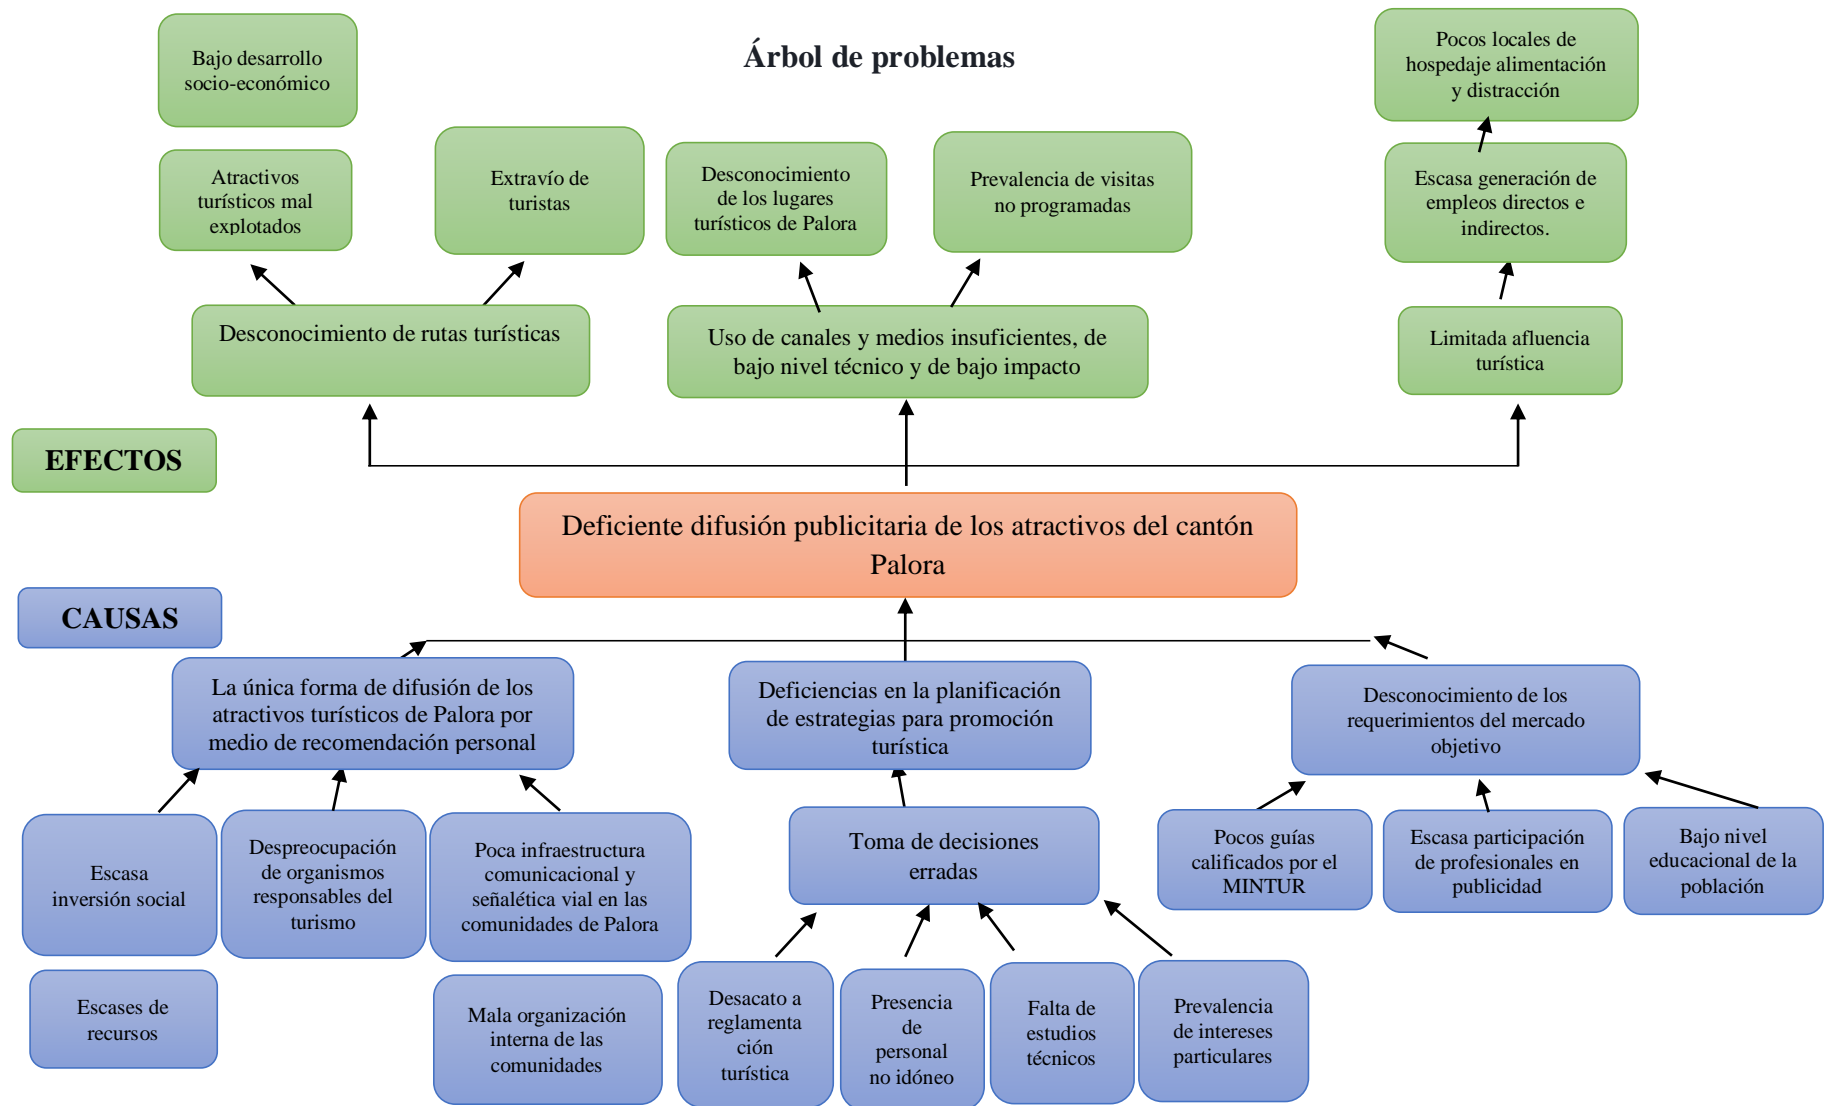 Árbol de problemas
Bajo desarrollo
socio-económico
Pocos locales de
hospedaje alimentación
y distracción
Atractivos
turísticos mal
explotados
Extravío de
turistas
Desconocimiento
de los lugares
turísticos de Palora
Prevalencia de visitas
no programadas
Escasa generación de
empleos directos e
indirectos.
Desconocimiento de rutas turísticas
Uso de canales y medios insuficientes, de
bajo nivel técnico y de bajo impacto
Limitada afluencia
turística
EFECTOS
Deficiente difusión publicitaria de los atractivos del cantón
Palora
CAUSAS
La única forma de difusión de los
atractivos turísticos de Palora por
medio de recomendación personal
Deficiencias en la planificación
de estrategias para promoción
turística
Desconocimiento de los
requerimientos del mercado
objetivo
Escasa
inversión social
Despreocupación
de organismos
responsables del
turismo
Poca infraestructura
comunicacional y
señalética vial en las
comunidades de Palora
Toma de decisiones
erradas
Pocos guías
calificados por el
MINTUR
Escasa participación
de profesionales en
publicidad
Bajo nivel
educacional de la
población
Escases de
recursos
Mala organización
interna de las
comunidades
Desacato a
reglamenta
ción
turística
Presencia
de
personal
no idóneo
Falta de
estudios
técnicos
Prevalencia
de intereses
particulares